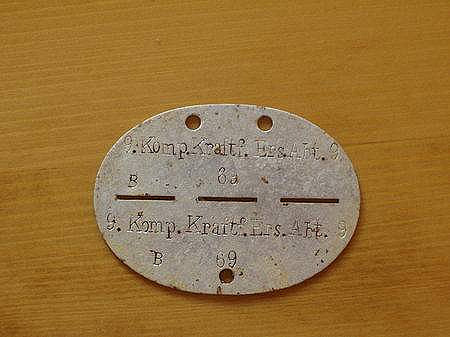 9. Komp. Kraftf. Ers. Abt. 9
B 69
9. Komp. Kraftf. Ers. Abt. 9
B 69